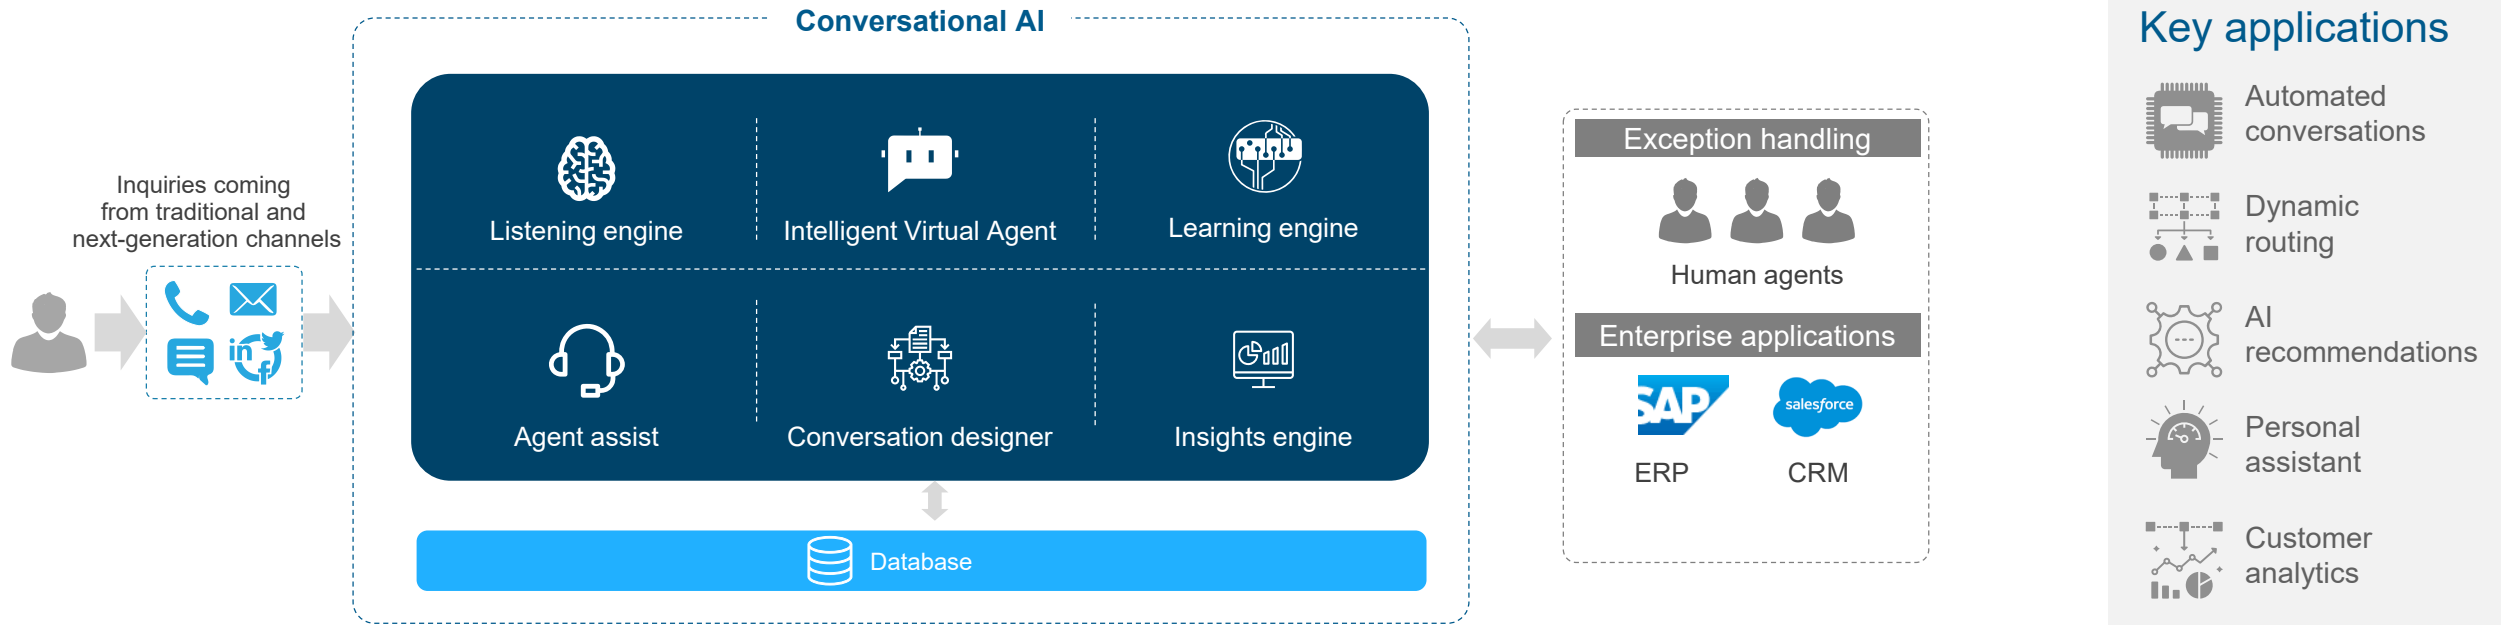 Conversational AI
Inquiries coming
from traditional and
next-generation channels
in
f
Listening engine
Intelligent Virtual Agent
Learning engine
Agent assist
Conversation designer
Insights engine
Database
Exception handling
Human agents
Enterprise applications
SAP
salesforce
ERP
CRM
Key applications
Automated
conversations
Dynamic
routing
AI
recommendations
Personal
assistant
Customer
analytics